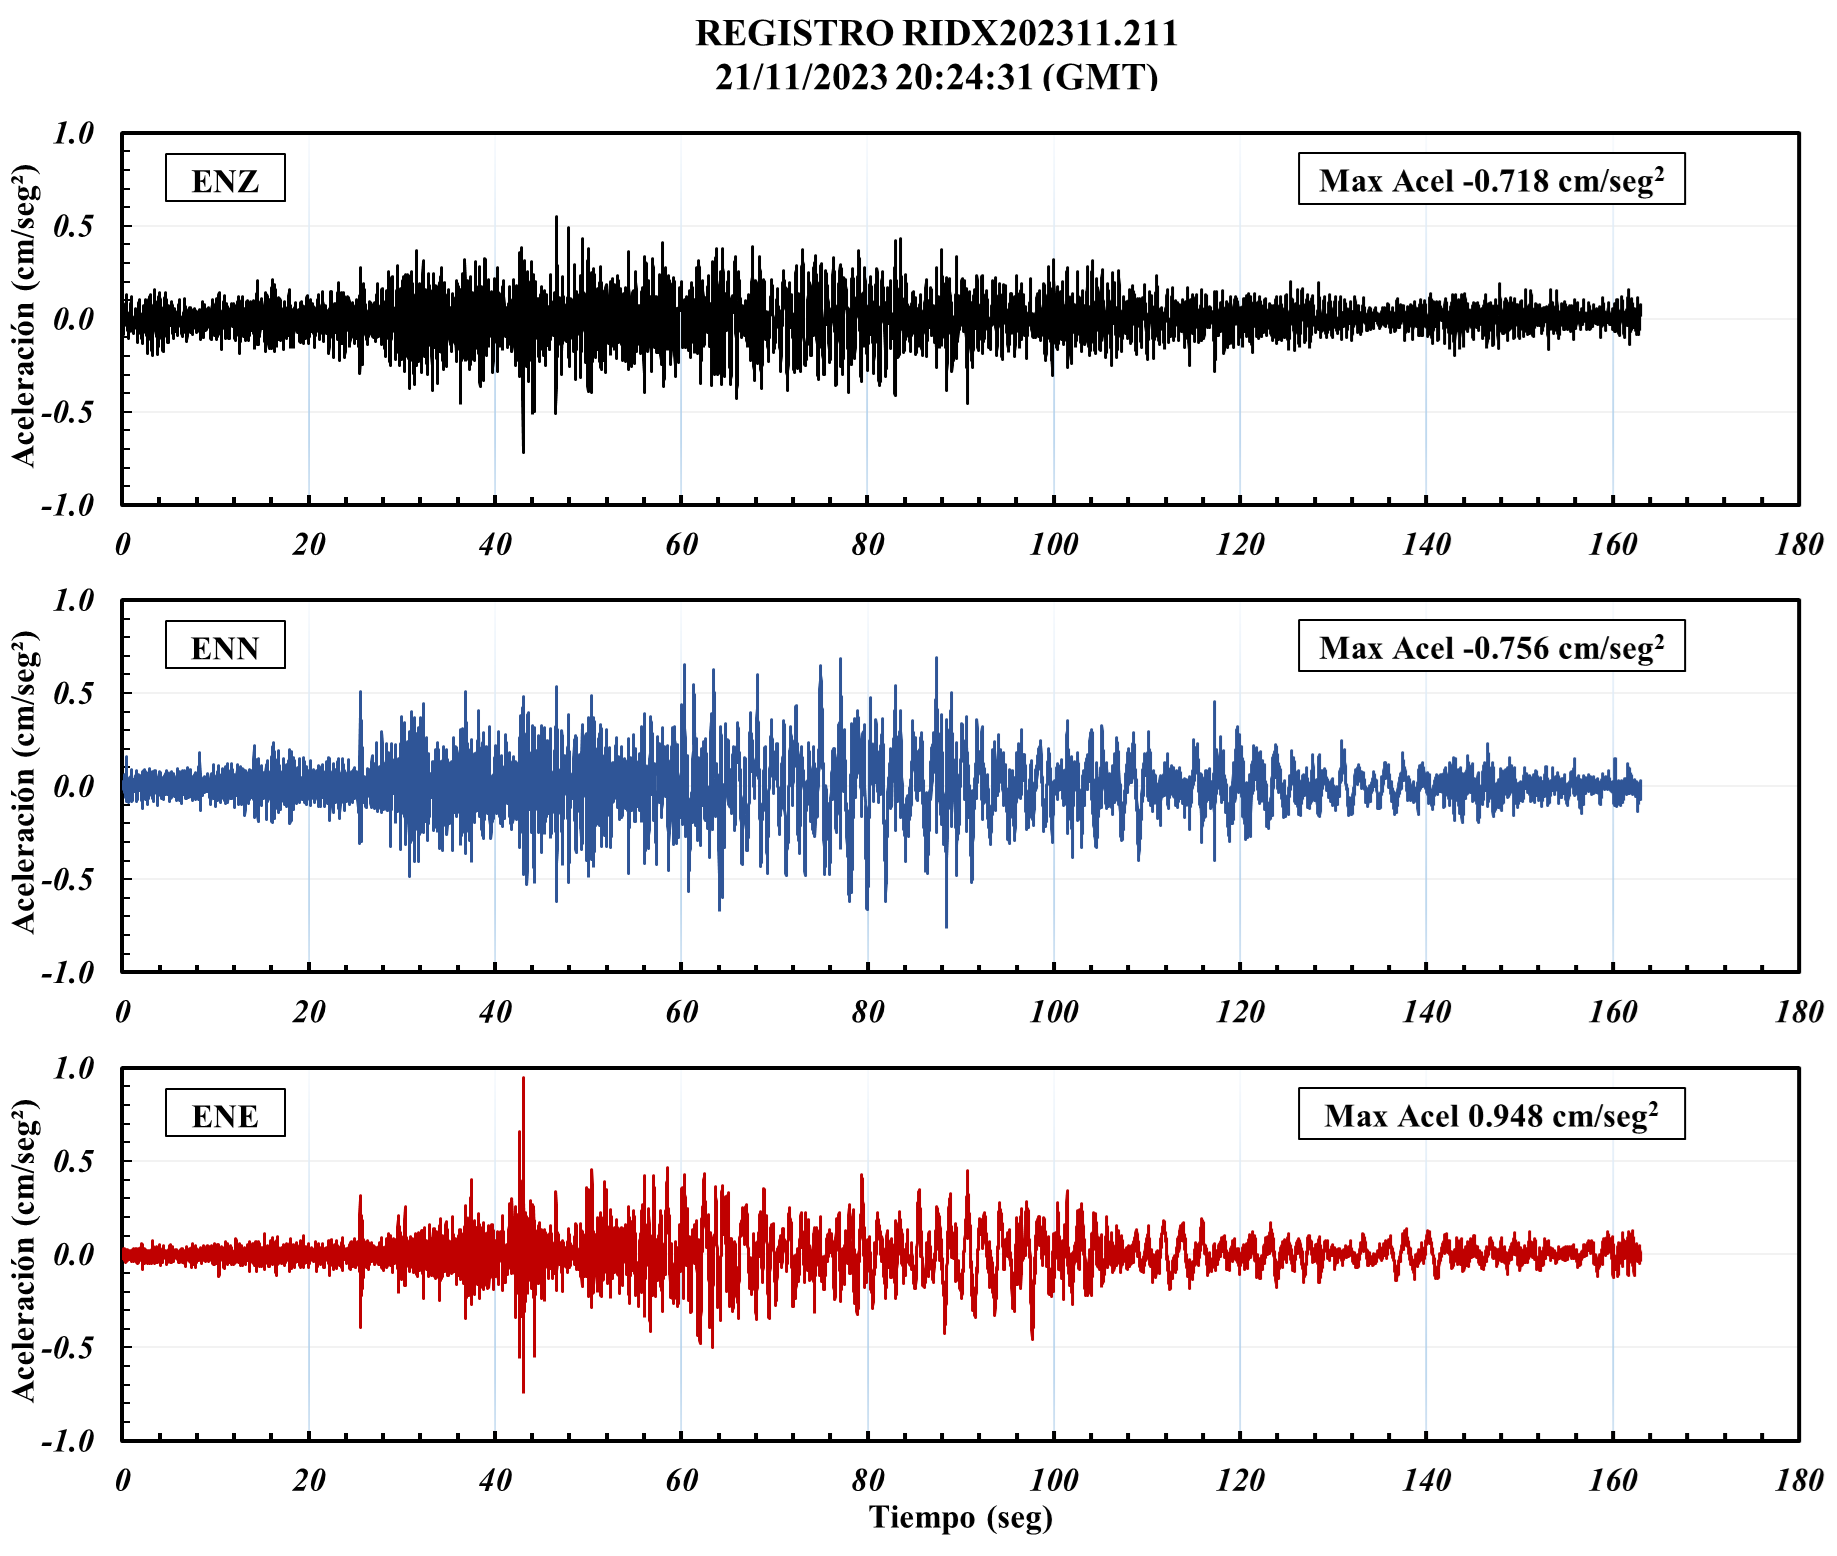 REGISTRO RIDX202311.211
21/11/2023 20:24:31 (GMT)
Aceleración (cm/seg²)
1.0
0.5
0.0
-0.5
-1.0
ENZ
Max Acel -0.718 cm/seg²
0 20 40 60 80 100 120 140 160 180
Aceleración (cm/seg²)
1.0
0.5
0.0
-0.5
-1.0
ENN
Max Acel -0.756 cm/seg²
0 20 40 60 80 100 120 140 160 180
Aceleración (cm/seg²)
1.0
0.5
0.0
-0.5
-1.0
ENE
Max Acel 0.948 cm/seg²
0 20 40 60 80 100 120 140 160 180
Tiempo (seg)